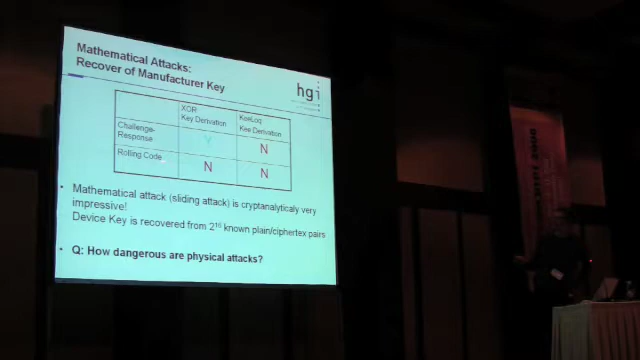 Mathematical Attacks:
Recover of Manufacturer Key
hgi
XOR
Key Derivation
KeeLoq
Kee Derivation
Challenge-
Response
Y
N
Rolling Code
N
N
• Mathematical attack (sliding attack) is cryptanalyticaly very
impressive!
Device Key is recovered from 2¹⁶ known plain/ciphertex pairs
• Q: How dangerous are physical attacks?